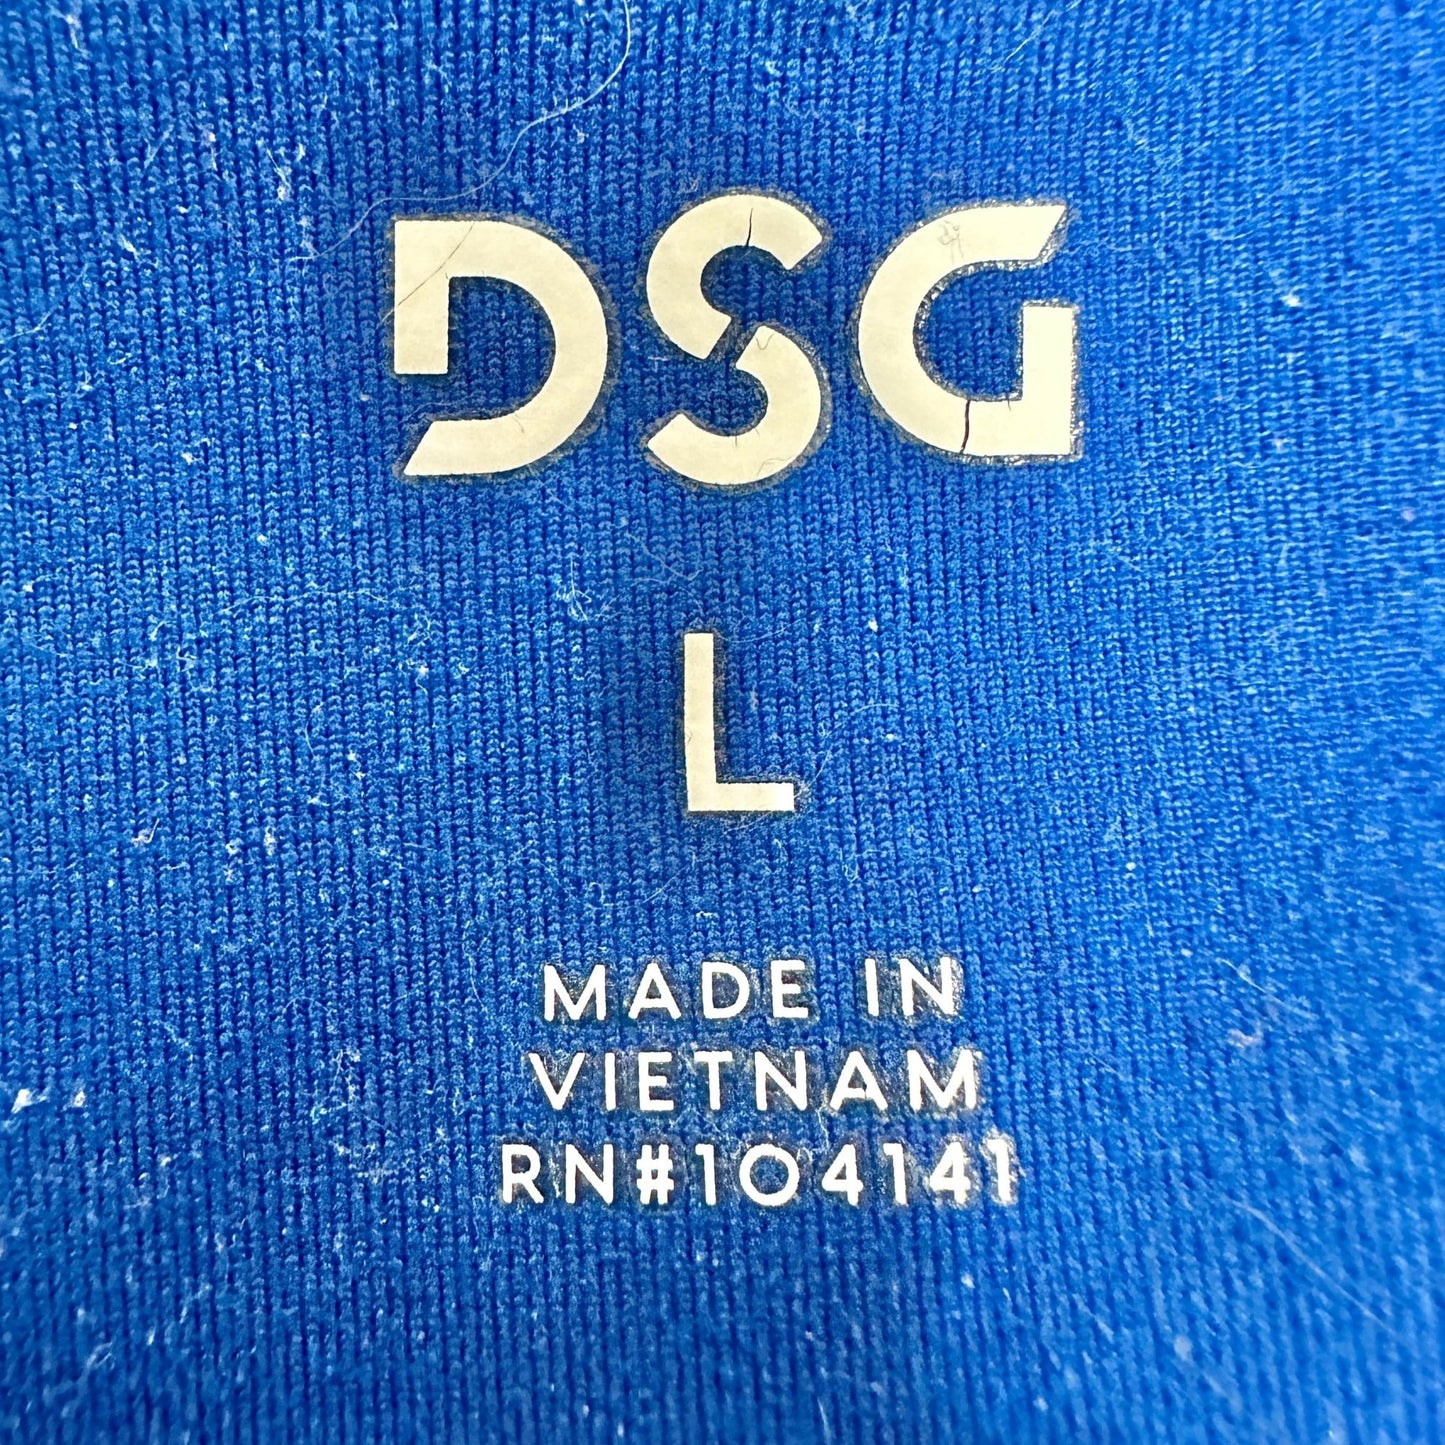 DSG
L
MADE IN
VIETNAM
RN#104141